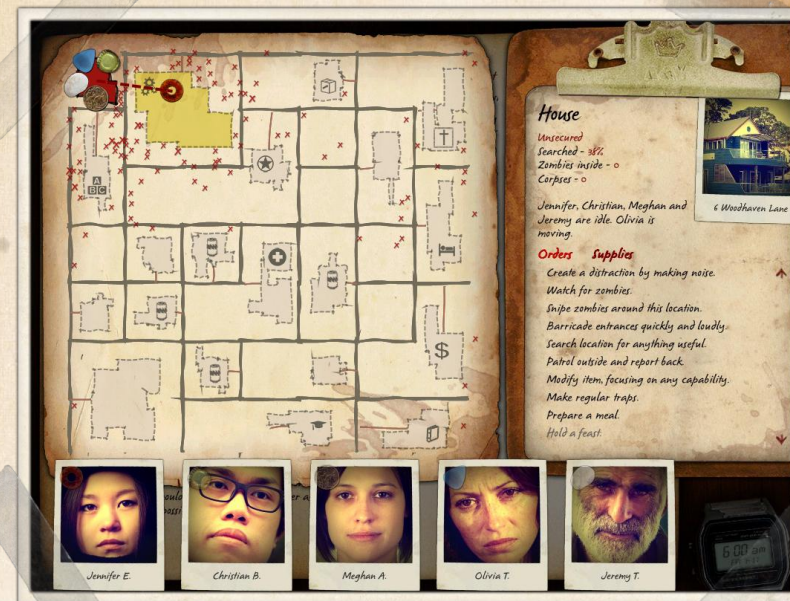 A
BC
$
House
Unsecured
Searched - 38%
Zombies inside - 0
Corpses - 0
Jennifer, Christian, Meghan and
Jeremy are idle. Olivia is
moving.
Orders Supplies
Create a distraction by making noise.
Watch for zombies.
Snipe zombies around this location.
Barricade entrances quickly and loudly.
Search location for anything useful.
Patrol outside and report back.
Modify item, focusing on any capability.
Make regular traps.
Prepare a meal.
Hold a feast.
6 Woodhaven Lane
Jennifer E.
Christian B.
Meghan A.
Olivia T.
Jeremy T.
6:00 am